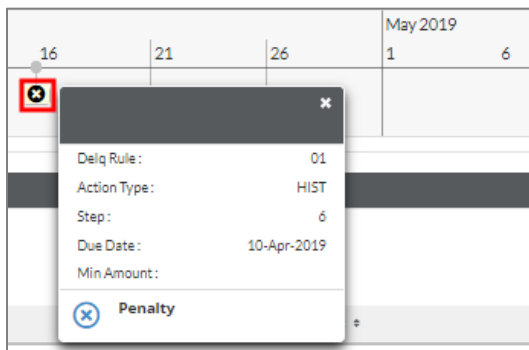 May 2019
16 21 26 1 6
Delq Rule: 01
Action Type: HIST
Step: 6
Due Date: 10-Apr-2019
Min Amount:
Penalty